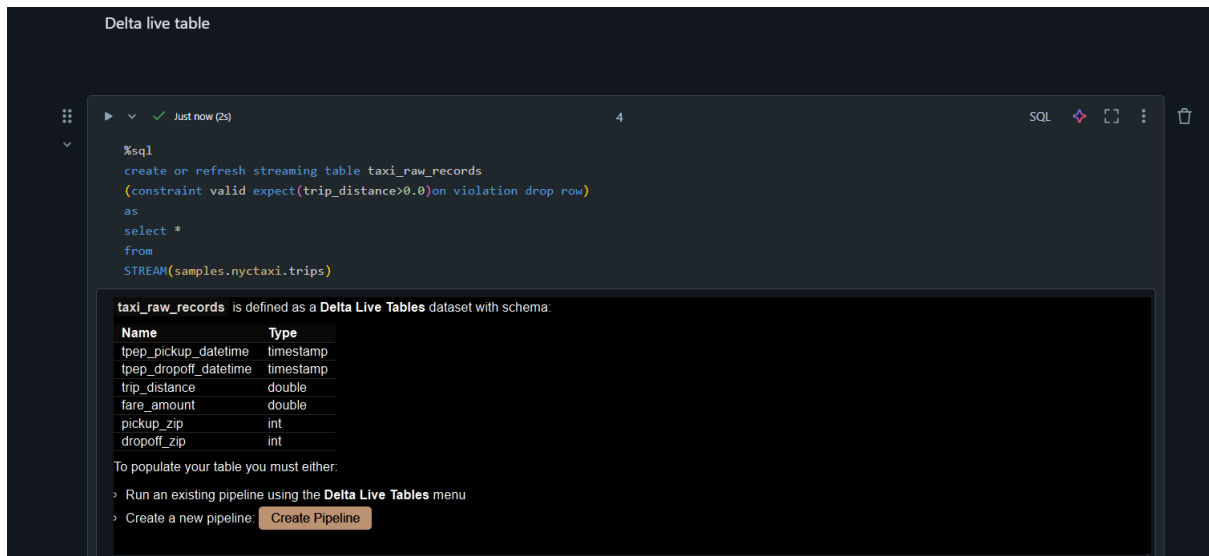 Delta live table
Just now (2s)
4
SQL
%sql
create or refresh streaming table taxi_raw_records
(constraint valid expect(trip_distance>0.0)on violation drop row)
as
select *
from
STREAM(samples.nyctaxi.trips)
taxi_raw_records is defined as a Delta Live Tables dataset with schema:
Name Type
tpep_pickup_datetime timestamp
tpep_dropoff_datetime timestamp
trip_distance double
fare_amount double
pickup_zip int
dropoff_zip int
To populate your table you must either:
Run an existing pipeline using the Delta Live Tables menu
Create a new pipeline: Create Pipeline